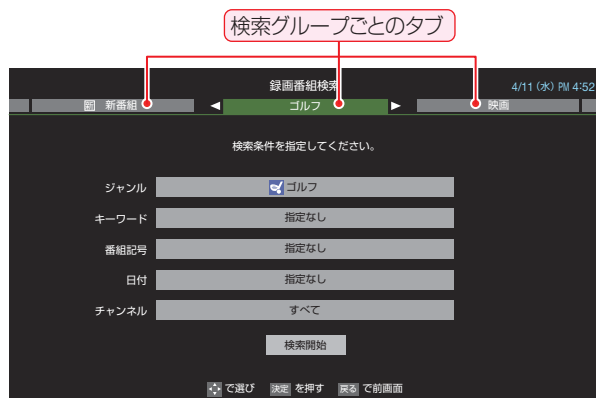 検索グループごとのタブ
録画番組検索 4/11（水）PM 4:52
新 新番組 ◀ ゴルフ ▶ 映画
検索条件を指定してください。
ジャンル ゴルフ
キーワード 指定なし
番組記号 指定なし
日付 指定なし
チャンネル すべて
検索開始
で選び 決定 を押す 戻る で前画面